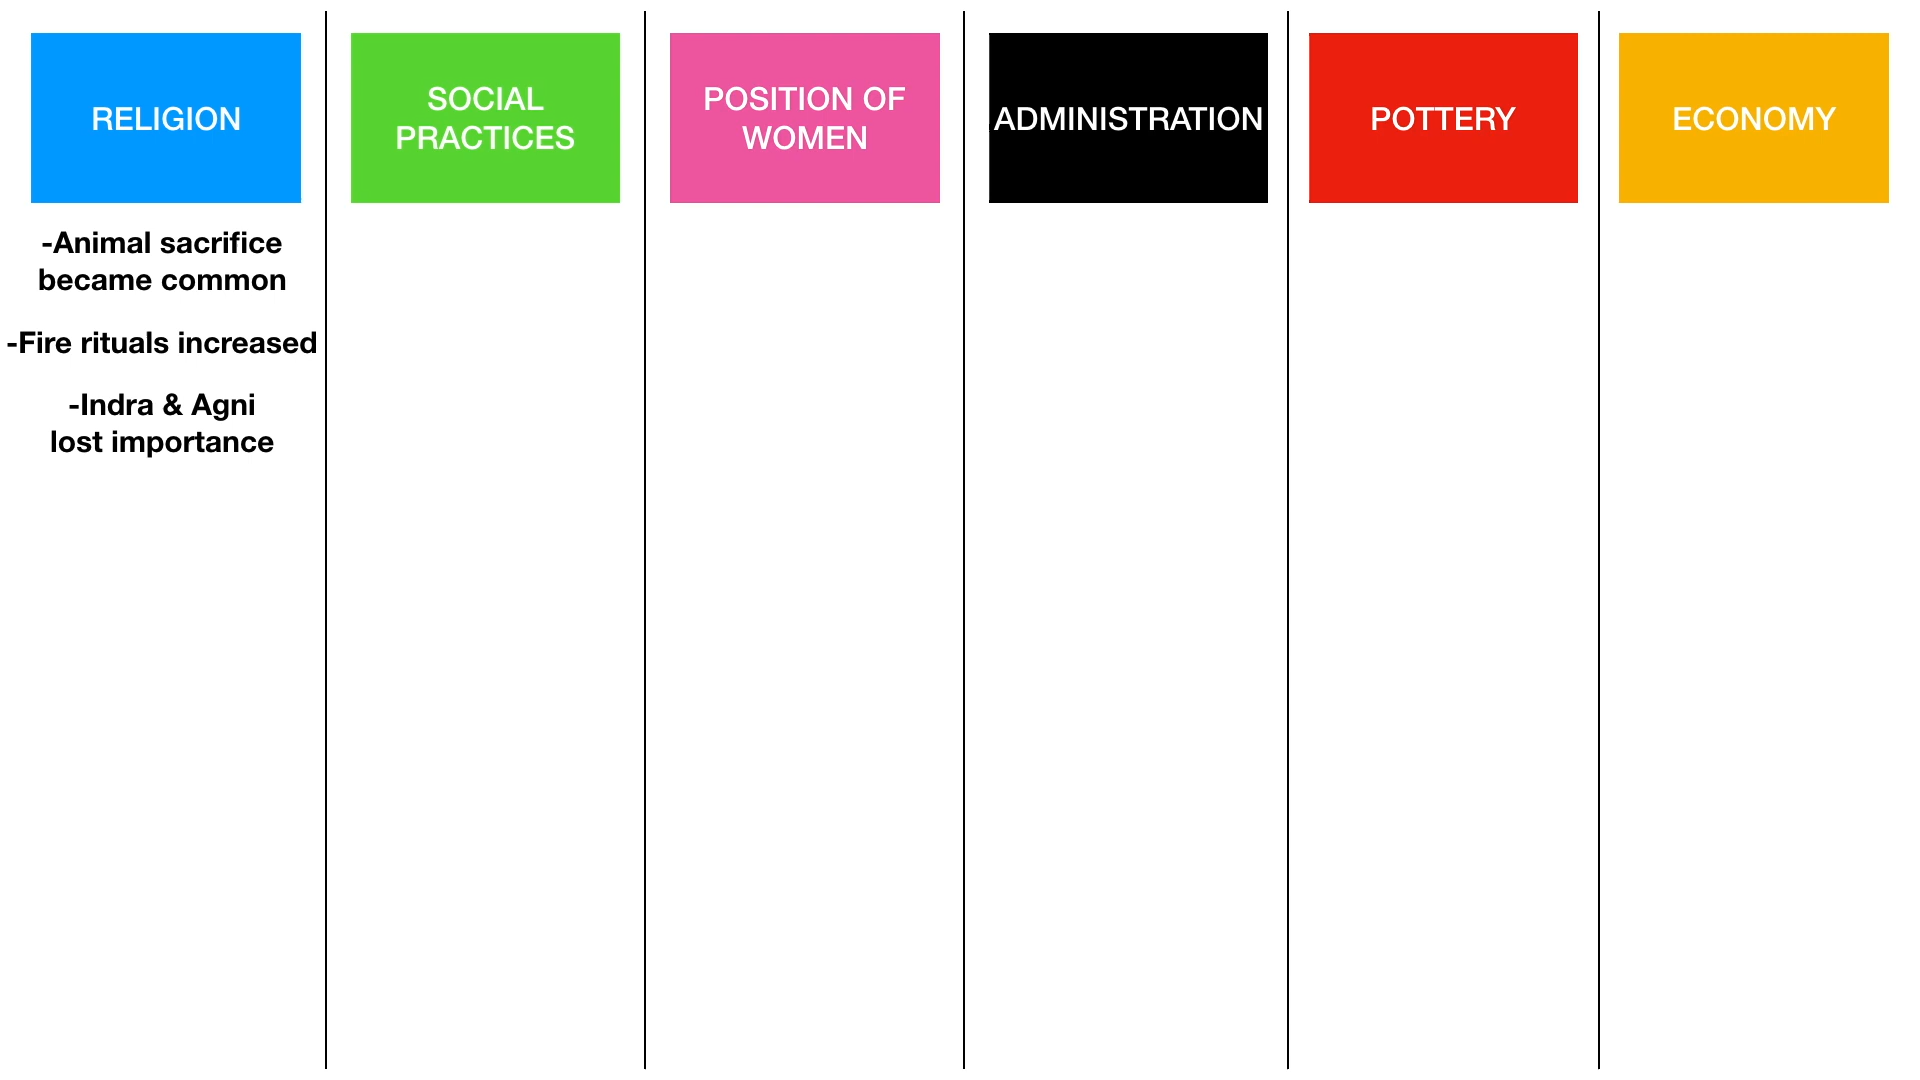 RELIGION
SOCIAL
PRACTICES
POSITION OF
WOMEN
ADMINISTRATION
POTTERY
ECONOMY
-Animal sacrifice
became common
-Fire rituals increased
-Indra & Agni
lost importance